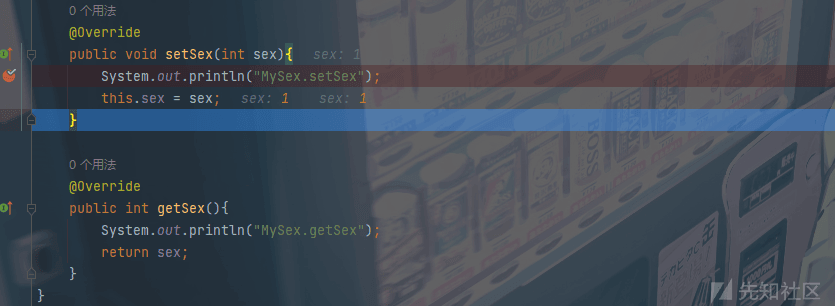 0 个用法
@Override
public void setSex(int sex){ sex: 1
System.out.println("MySex.setSex");
this.sex = sex; sex: 1 sex: 1
}
0 个用法
@Override
public int getSex(){
System.out.println("MySex.getSex");
return sex;
}
}
BOSS
先知社区